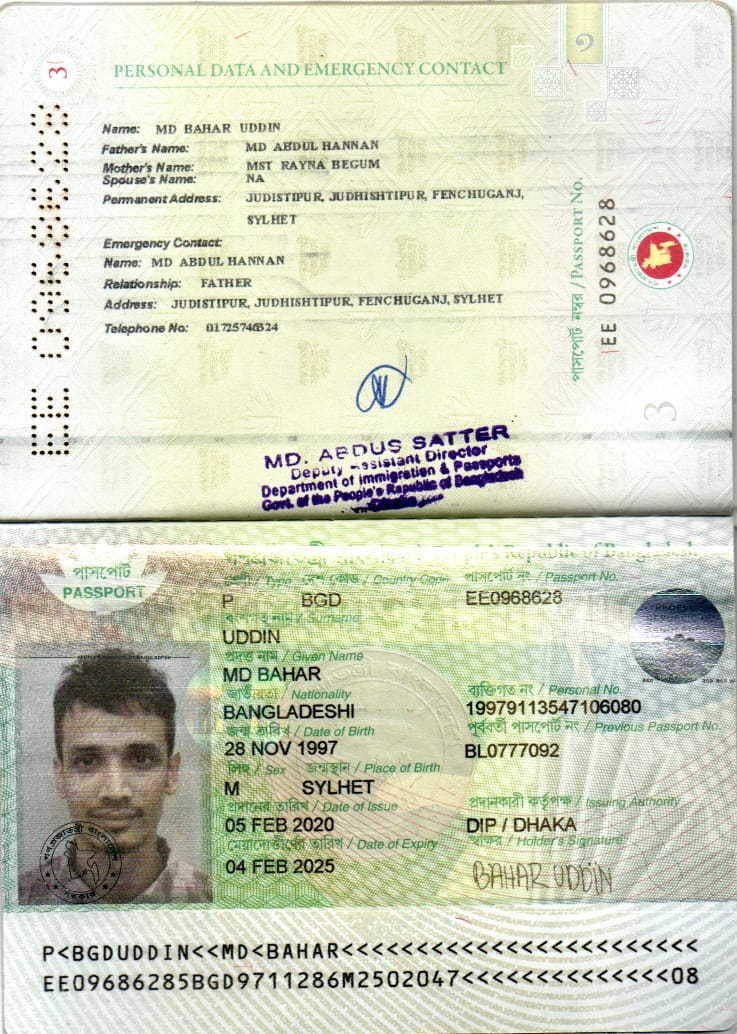 3
PERSONAL DATA AND EMERGENCY CONTACT
Name: MD BAHAR UDDIN
Father's Name: MD ABDUL HANNAN
Mother's Name: MST RAYNA BEGUM
Spouse's Name: NA
Permanent Address: JUDISTIPUR, JUDHISHTIPUR, FENCHUGANJ,
SYLHET
Emergency Contact:
Name: MD ABDUL HANNAN
Relationship: FATHER
Address: JUDISTIPUR, JUDHISHTIPUR, FENCHUGANJ, SYLHET
Telephone No: 01725746324
পাসপোর্ট নম্বর / PASSPORT No.
EE 0968628
EE 0968628
3
MD. ABDUS SATTER
Deputy Assistant Director
Department of Immigration & Passports
Govt. of the People's Republic of Bangladesh
Dhaka
People's Republic of Bangladesh
পাসপোর্ট
PASSPORT
শ্রেণী / Type দেশ কোড / Country Code পাসপোর্ট নং / Passport No.
P BGD EE0968628
বংশগত নাম / Surname
UDDIN
প্রদত্ত নাম / Given Name
MD BAHAR
জাতীয়তা / Nationality ব্যক্তিগত নং / Personal No.
BANGLADESHI 19979113547106080
জন্ম তারিখ / Date of Birth পূর্ববর্তী পাসপোর্ট নং / Previous Passport No.
28 NOV 1997 BL0777092
লিঙ্গ / Sex জন্মস্থান / Place of Birth
M SYLHET
প্রদানের তারিখ / Date of Issue প্রদানকারী কর্তৃপক্ষ / Issuing Authority
05 FEB 2020 DIP / DHAKA
মেয়াদোত্তীর্ণের তারিখ / Date of Expiry স্বাক্ষর / Holder's Signature
04 FEB 2025 BAHAR UDDIN
P<BGDUDDIN<<MD<BAHAR<<<<<<<<<<<<<<<<<<<<<<<<
EE09686285BGD9711286M2502047<<<<<<<<<<<<<<08